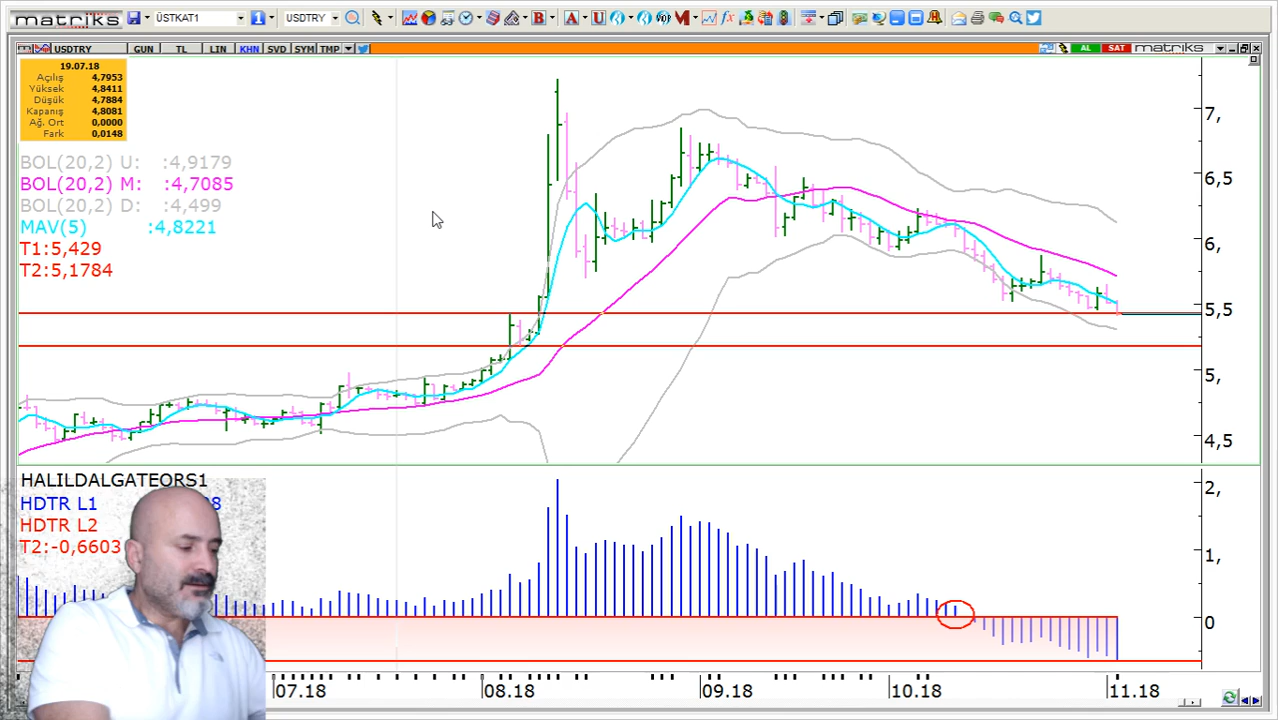 matriks ÜSTKAT1 USDTRY
USDTRY GUN TL LIN KHN SVD SYM TMP AL SAT matriks
19.07.18
Açılış 4,7953
Yüksek 4,8411
Düşük 4,7884
Kapanış 4,8081
Ağ. Ort 0,0000
Fark 0,0148
BOL(20,2) U: :4,9179
BOL(20,2) M: :4,7085
BOL(20,2) D: :4,499
MAV(5) :4,8221
T1:5,429
T2:5,1784
7,
6,5
6,
5,5
5,
4,5
HALILDALGATEORS1
HDTR L1
HDTR L2
T2:-0,6603
2,
1,
0
07.18 08.18 09.18 10.18 11.18